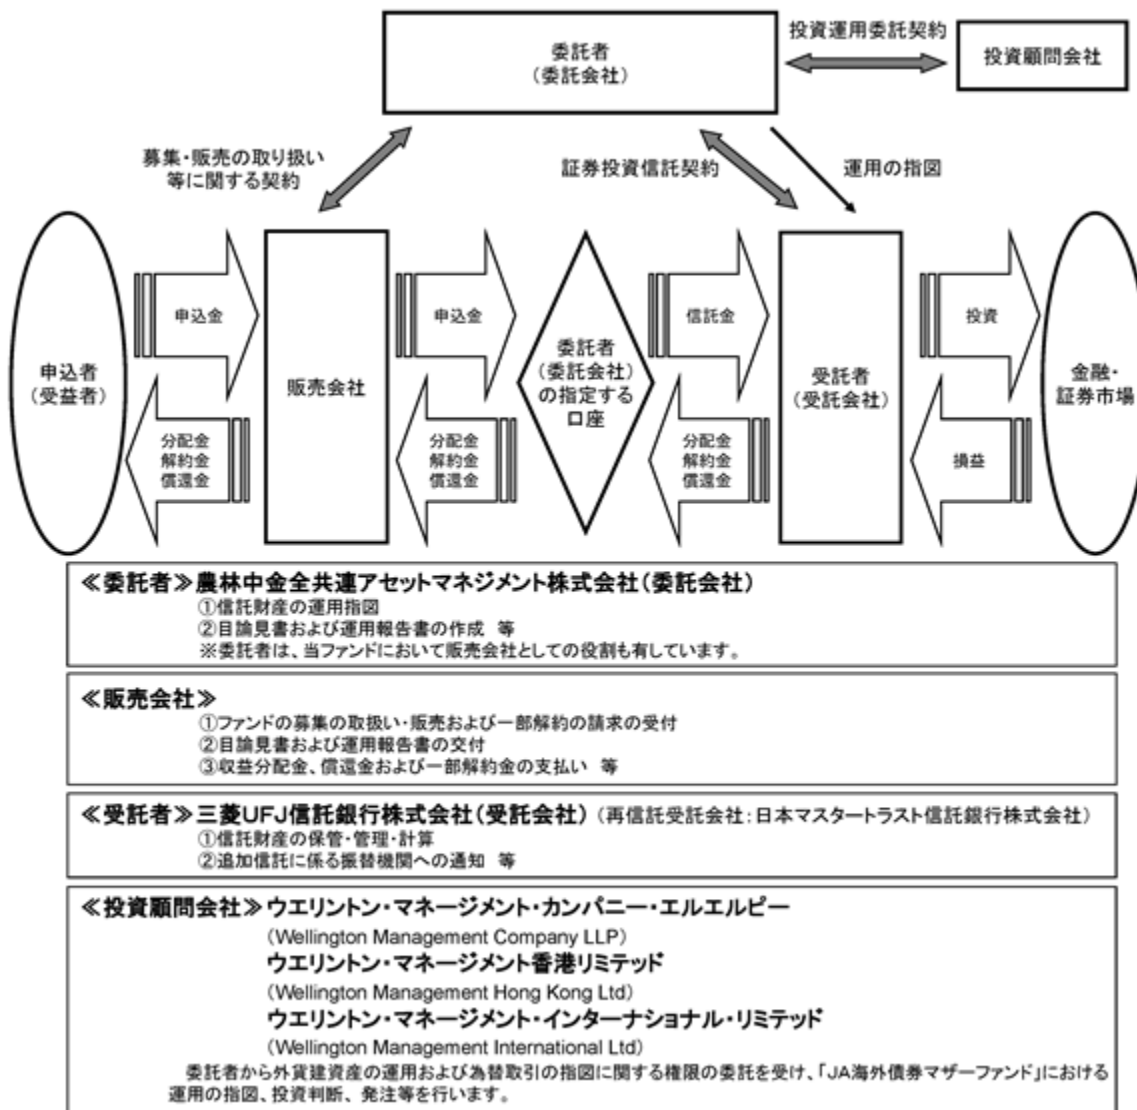 委託者
（委託会社）
投資運用委託契約
投資顧問会社
募集・販売の取り扱い
等に関する契約
証券投資信託契約
運用の指図
申込者
（受益者）
申込金
分配金
解約金
償還金
販売会社
申込金
分配金
解約金
償還金
委託者
（委託会社）
の指定する
口座
信託金
分配金
解約金
償還金
受託者
（受託会社）
投資
損益
金融・
証券市場
≪委託者≫農林中金全共連アセットマネジメント株式会社（委託会社）
①信託財産の運用指図
②目論見書および運用報告書の作成 等
※委託者は、当ファンドにおいて販売会社としての役割も有しています。
≪販売会社≫
①ファンドの募集の取扱い・販売および一部解約の請求の受付
②目論見書および運用報告書の交付
③収益分配金、償還金および一部解約金の支払い 等
≪受託者≫三菱UFJ信託銀行株式会社（受託会社）（再信託受託会社：日本マスタートラスト信託銀行株式会社）
①信託財産の保管・管理・計算
②追加信託に係る振替機関への通知 等
≪投資顧問会社≫ウエリントン・マネージメント・カンパニー・エルエルピー
(Wellington Management Company LLP)
ウエリントン・マネージメント香港リミテッド
(Wellington Management Hong Kong Ltd)
ウエリントン・マネージメント・インターナショナル・リミテッド
(Wellington Management International Ltd)
委託者から外貨建資産の運用および為替取引の指図に関する権限の委託を受け、「JA海外債券マザーファンド」における
運用の指図、投資判断、発注等を行います。